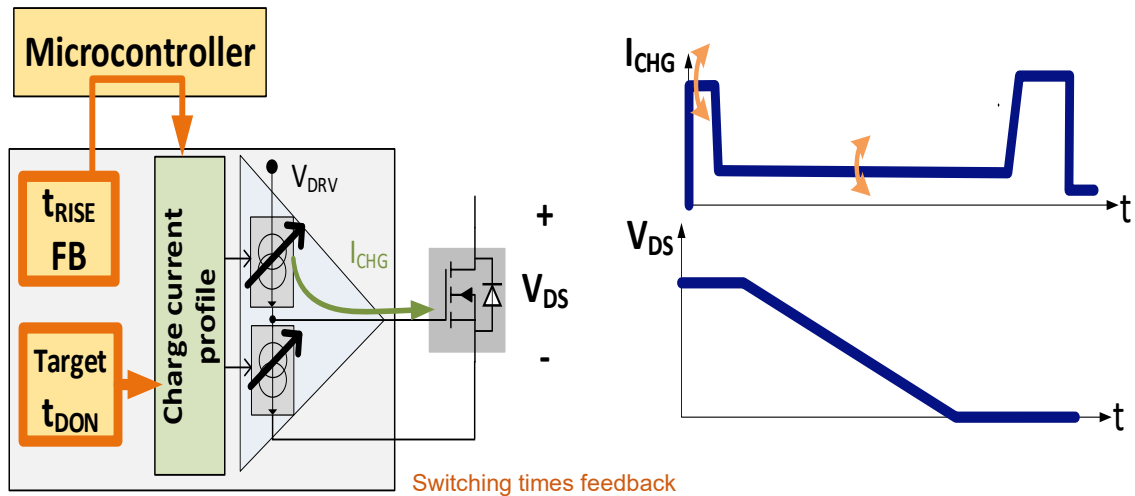 Microcontroller
tRISE
FB
Target
tDON
Charge current
profile
VDRV
ICHG
+
VDS
-
Switching times feedback
ICHG
t
VDS
t